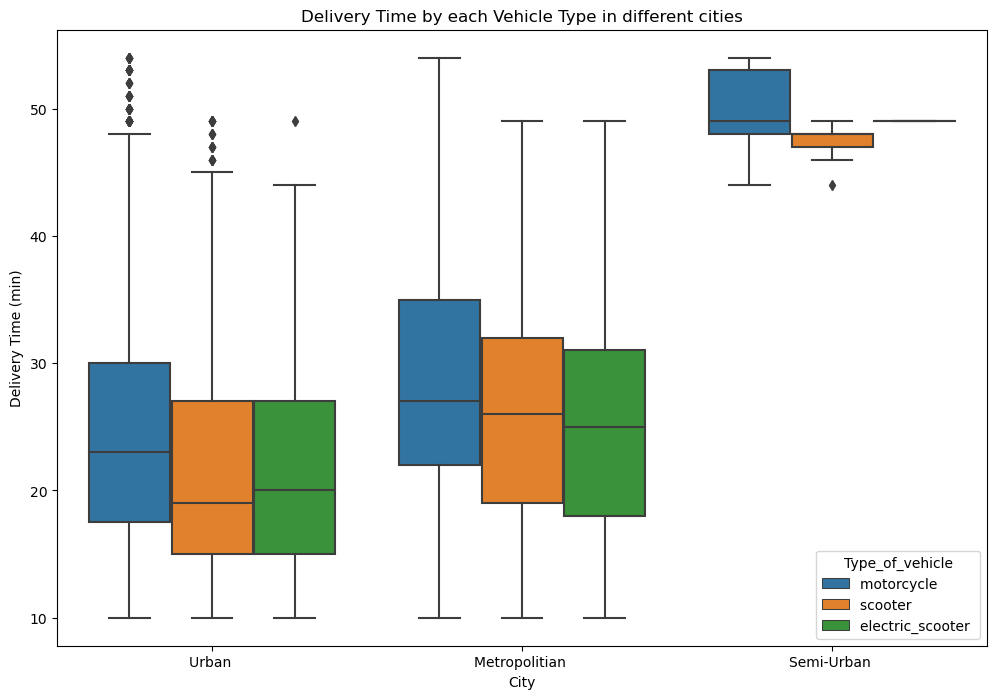 Delivery Time by each Vehicle Type in different cities
Delivery Time (min)
50
40
30
20
10
Urban
Metropolitian
Semi-Urban
City
Type_of_vehicle
motorcycle
scooter
electric_scooter